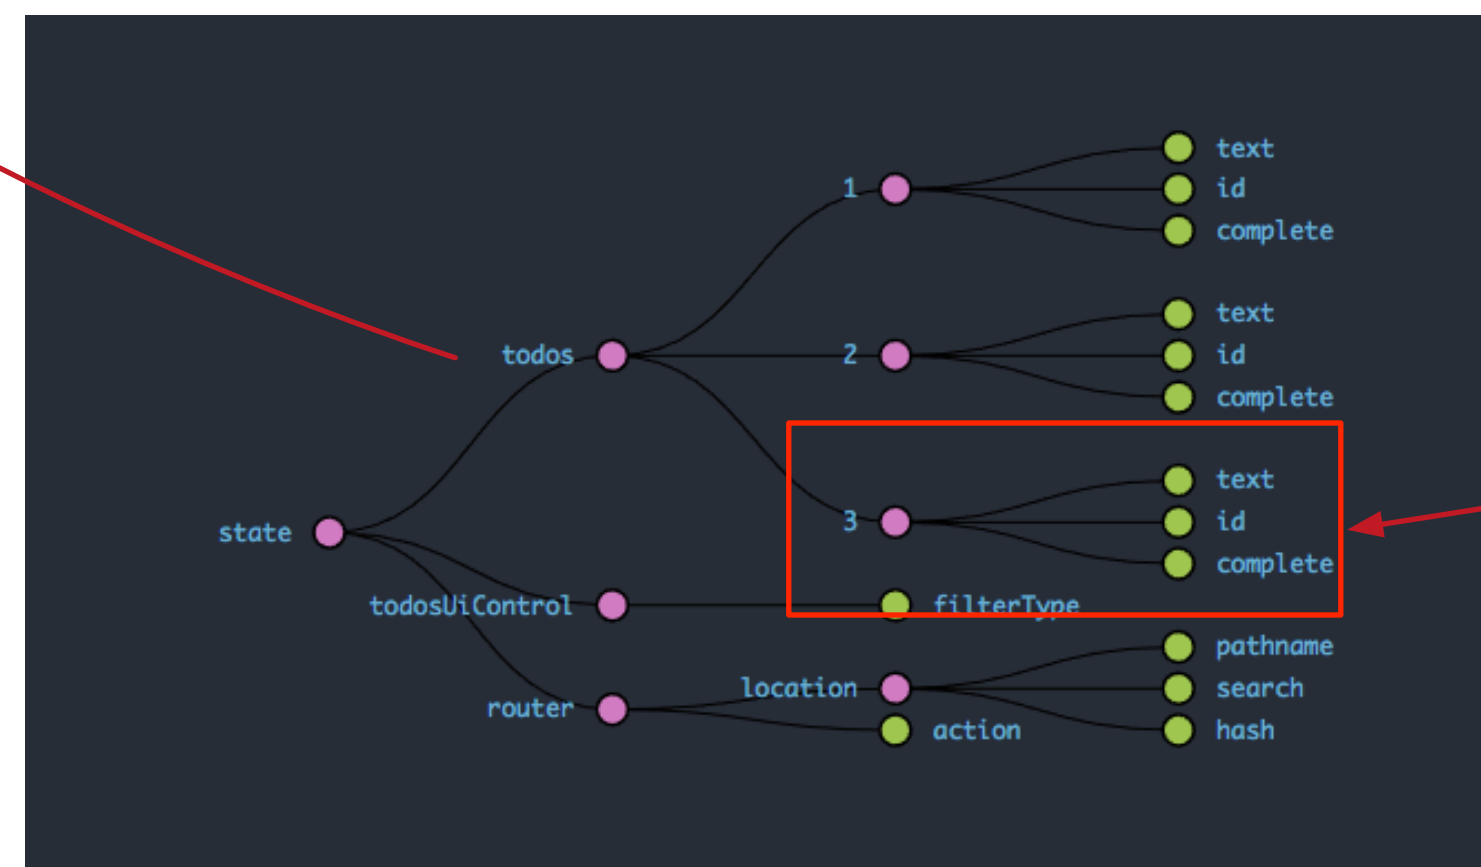 text
1
id
complete
text
todos
2
id
complete
text
state
3
id
complete
todosUiControl
filterType
pathname
location
search
router
action
hash